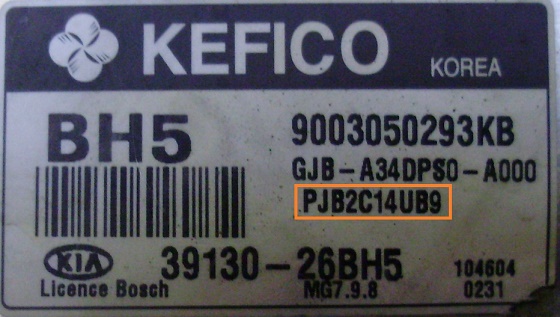 KEFICO
KOREA
BH5
9003050293KB
GJB-A34DPS0-A000
PJB2C14UB9
KIA
39130-26BH5
Licence Bosch
MG7.9.8
104604
0231